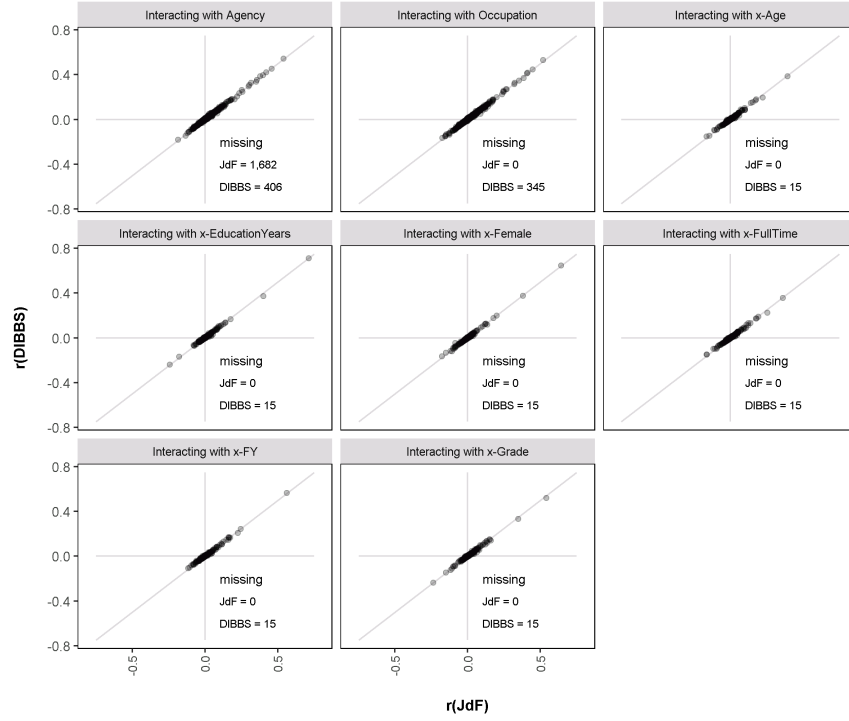 Interacting with Agency
Interacting with Occupation
Interacting with x-Age
0.8
0.4
0.0
-0.4
-0.8
missing
JdF = 1,682
DIBBS = 406
missing
JdF = 0
DIBBS = 345
missing
JdF = 0
DIBBS = 15
Interacting with x-EducationYears
Interacting with x-Female
Interacting with x-FullTime
0.8
0.4
0.0
-0.4
-0.8
missing
JdF = 0
DIBBS = 15
missing
JdF = 0
DIBBS = 15
missing
JdF = 0
DIBBS = 15
r(DIBBS)
Interacting with x-FY
Interacting with x-Grade
0.8
0.4
0.0
-0.4
-0.8
missing
JdF = 0
DIBBS = 15
missing
JdF = 0
DIBBS = 15
-0.5
0.0
0.5
-0.5
0.0
0.5
r(JdF)